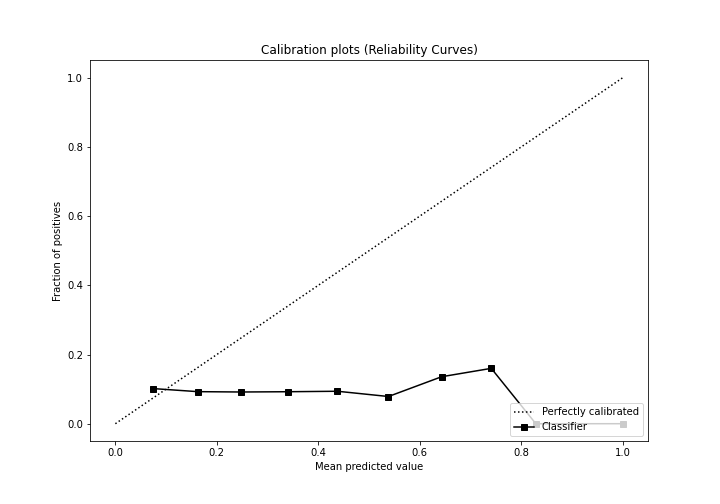 Calibration plots (Reliability Curves)
1.0
0.8
0.6
0.4
0.2
0.0
Fraction of positives
Perfectly calibrated
Classifier
0.0 0.2 0.4 0.6 0.8 1.0
Mean predicted value